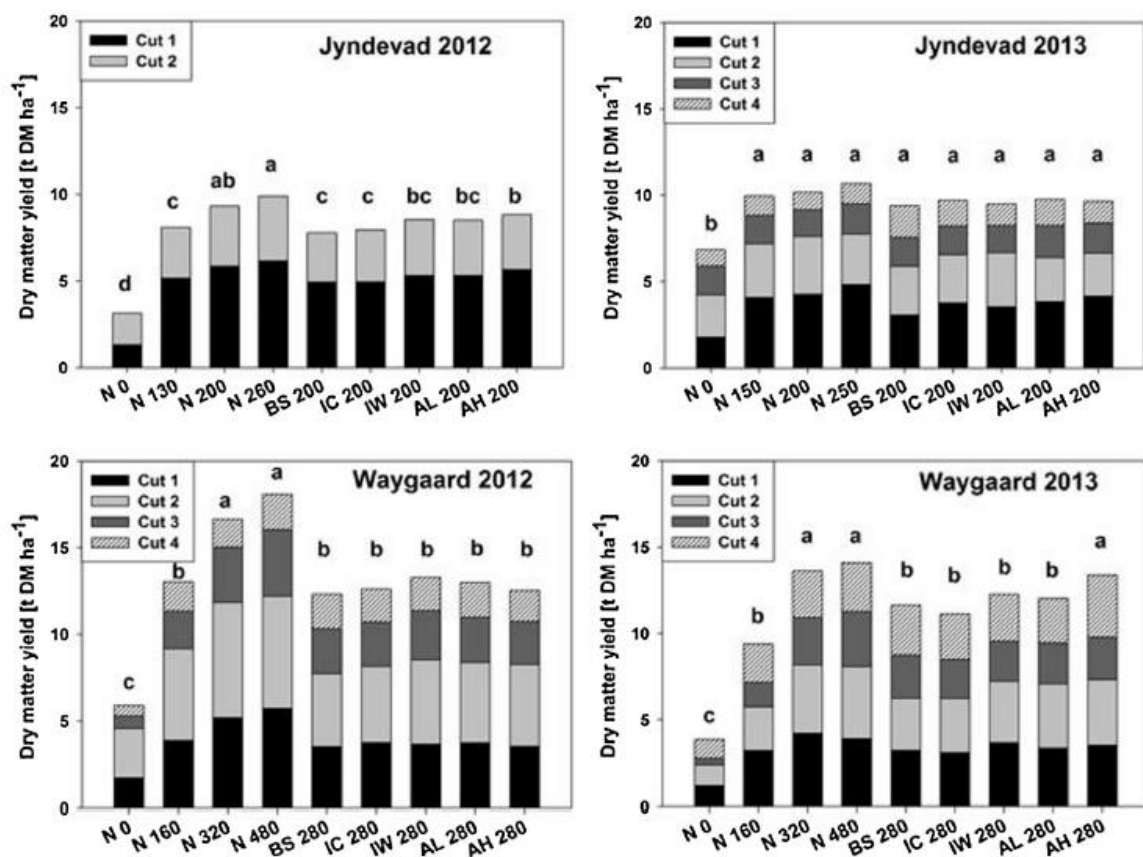 Jyndevad 2012
Cut 1
Cut 2
Dry matter yield [t DM ha⁻¹]
20
15
10
5
0
d
c
ab
a
c
c
bc
bc
b
N 0
N 130
N 200
N 260
BS 200
IC 200
IW 200
AL 200
AH 200
Jyndevad 2013
Cut 1
Cut 2
Cut 3
Cut 4
Dry matter yield [t DM ha⁻¹]
20
15
10
5
0
b
a
a
a
a
a
a
a
a
N 0
N 150
N 200
N 250
BS 200
IC 200
IW 200
AL 200
AH 200
Waygaard 2012
Cut 1
Cut 2
Cut 3
Cut 4
Dry matter yield [t DM ha⁻¹]
20
15
10
5
0
c
b
a
a
b
b
b
b
b
N 0
N 160
N 320
N 480
BS 280
IC 280
IW 280
AL 280
AH 280
Waygaard 2013
Cut 1
Cut 2
Cut 3
Cut 4
Dry matter yield [t DM ha⁻¹]
20
15
10
5
0
c
b
a
a
b
b
b
b
a
N 0
N 160
N 320
N 480
BS 280
IC 280
IW 280
AL 280
AH 280